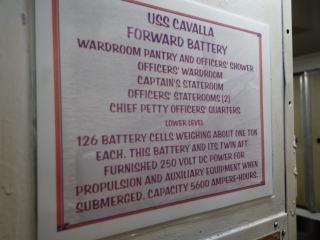 USS CAVALLA
FORWARD BATTERY
WARDROOM PANTRY AND OFFICERS' SHOWER
OFFICERS' WARDROOM
CAPTAIN'S STATEROOM
OFFICERS' STATEROOMS (2)
CHIEF PETTY OFFICERS' QUARTERS
LOWER LEVEL
126 BATTERY CELLS WEIGHING ABOUT ONE TON
EACH. THIS BATTERY AND ITS TWIN AFT
FURNISHED 250 VOLT DC POWER FOR
PROPULSION AND AUXILIARY EQUIPMENT WHEN
SUBMERGED. CAPACITY 5600 AMPERE-HOURS.